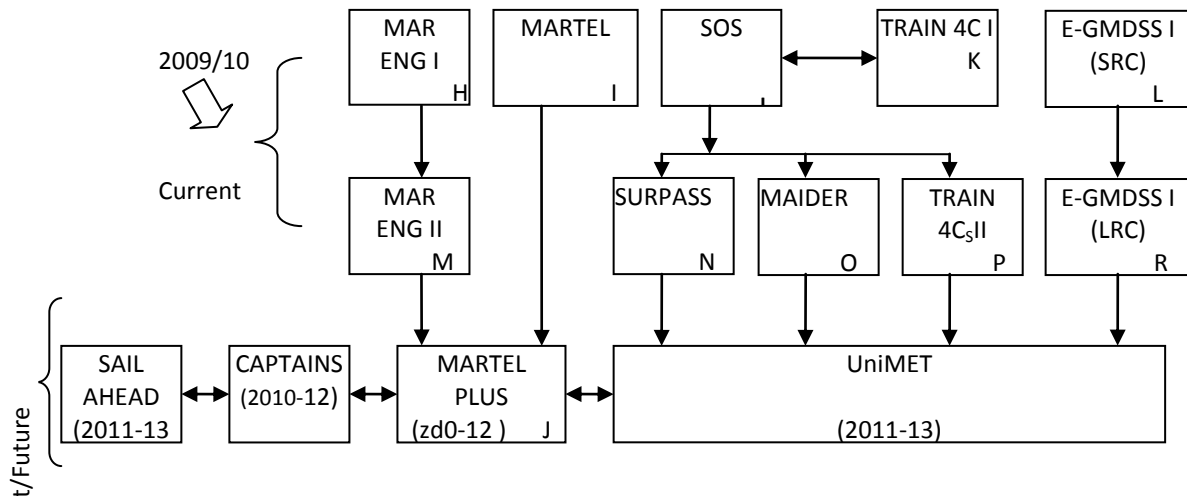 2009/10
Current
MAR
ENG I
H
MARTEL
I
SOS
TRAIN 4C I
K
E-GMDSS I
(SRC)
L
MAR
ENG II
M
SURPASS
N
MAIDER
O
TRAIN
4CSII
P
E-GMDSS I
(LRC)
R
t/Future
SAIL
AHEAD
(2011-13
CAPTAINS
(2010-12)
MARTEL
PLUS
(zd0-12 )
J
UniMET
(2011-13)